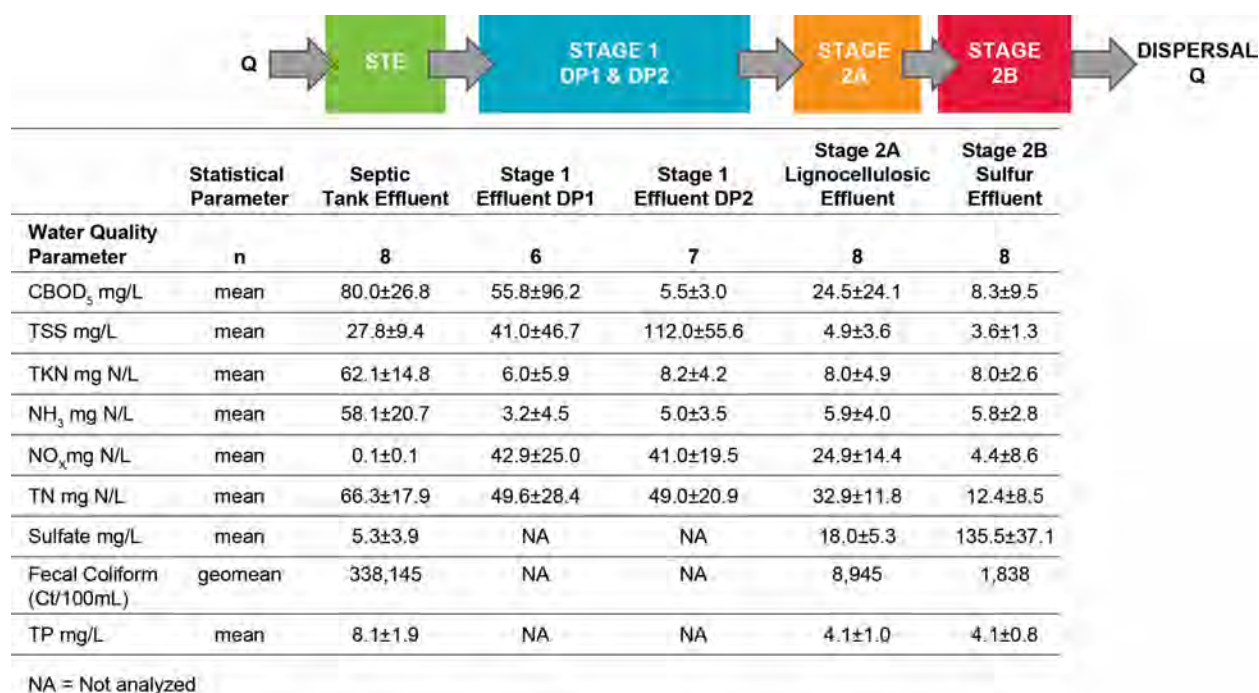 Q STE STAGE 1 DP1 & DP2 STAGE 2A STAGE 2B DISPERSAL Q
Statistical Parameter Septic Tank Effluent Stage 1 Effluent DP1 Stage 1 Effluent DP2 Stage 2A Lignocellulosic Effluent Stage 2B Sulfur Effluent
Water Quality Parameter n 8 6 7 8 8
CBOD₅ mg/L mean 80.0±26.8 55.8±96.2 5.5±3.0 24.5±24.1 8.3±9.5
TSS mg/L mean 27.8±9.4 41.0±46.7 112.0±55.6 4.9±3.6 3.6±1.3
TKN mg N/L mean 62.1±14.8 6.0±5.9 8.2±4.2 8.0±4.9 8.0±2.6
NH₃ mg N/L mean 58.1±20.7 3.2±4.5 5.0±3.5 5.9±4.0 5.8±2.8
NOₓmg N/L mean 0.1±0.1 42.9±25.0 41.0±19.5 24.9±14.4 4.4±8.6
TN mg N/L mean 66.3±17.9 49.6±28.4 49.0±20.9 32.9±11.8 12.4±8.5
Sulfate mg/L mean 5.3±3.9 NA NA 18.0±5.3 135.5±37.1
Fecal Coliform (Ct/100mL) geomean 338,145 NA NA 8,945 1,838
TP mg/L mean 8.1±1.9 NA NA 4.1±1.0 4.1±0.8
NA = Not analyzed